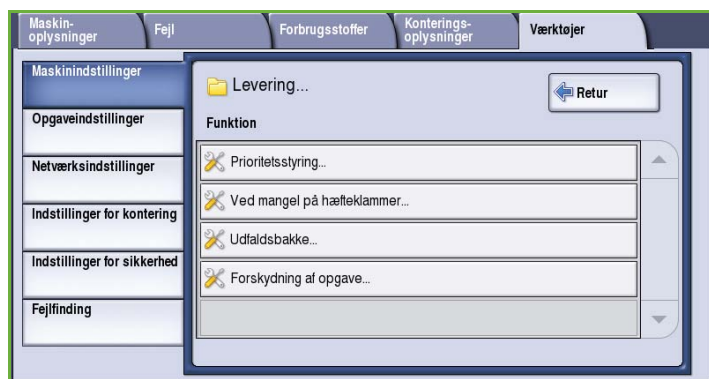 Maskin-
oplysninger
Fejl
Forbrugsstoffer
Konterings-
oplysninger
Værktøjer
Maskinindstillinger
Opgaveindstillinger
Netværksindstillinger
Indstillinger for kontering
Indstillinger for sikkerhed
Fejlfinding
Levering...
Retur
Funktion
Prioritetsstyring...
Ved mangel på hæfteklammer...
Udfaldsbakke...
Forskydning af opgave...